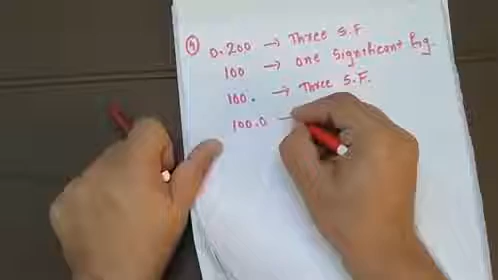 ④ 0.200 → Three S.F
100 → one significant fig.
100. → Three S.F.
100.0 →